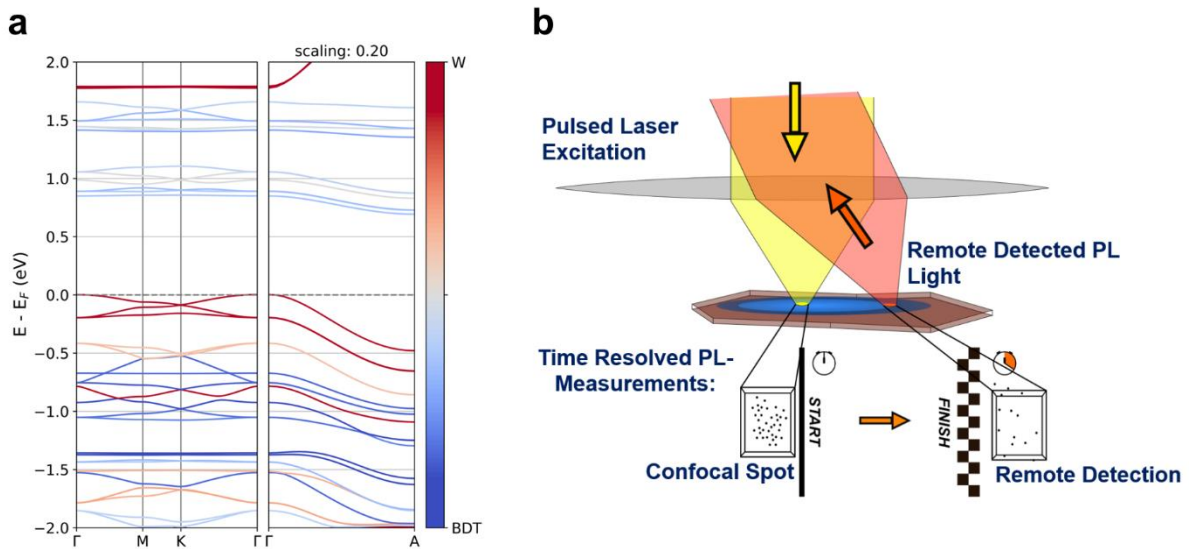 a
scaling: 0.20
E - E_F (eV)
2.0
1.5
1.0
0.5
0.0
−0.5
−1.0
−1.5
−2.0
Γ M K Γ Γ A
W
BDT
b
Pulsed Laser
Excitation
Remote Detected PL
Light
Time Resolved PL-
Measurements:
START
FINISH
Confocal Spot
Remote Detection